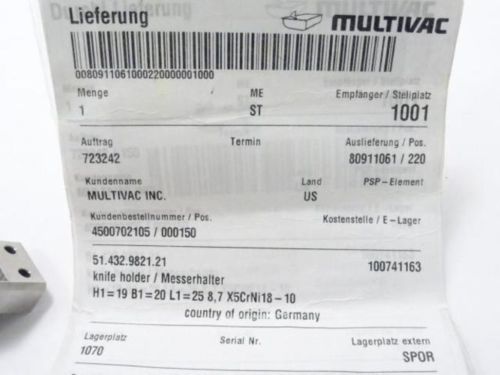 Lieferung MULTIVAC
00809110610002200000001000
Menge ME Empfänger / Stellplatz
1 ST 1001
Auftrag Termin Auslieferung / Pos.
723242 80911061 / 220
Kundenname Land PSP-Element
MULTIVAC INC. US
Kundenbestellnummer / Pos. Kostenstelle / E-Lager
4500702105 / 000150
51.432.9821.21 100741163
knife holder / Messerhalter
H1=19 B1=20 L1=25 8,7 X5CrNi18-10
country of origin: Germany
Lagerplatz Serial Nr. Lagerplatz extern
1070 SPOR